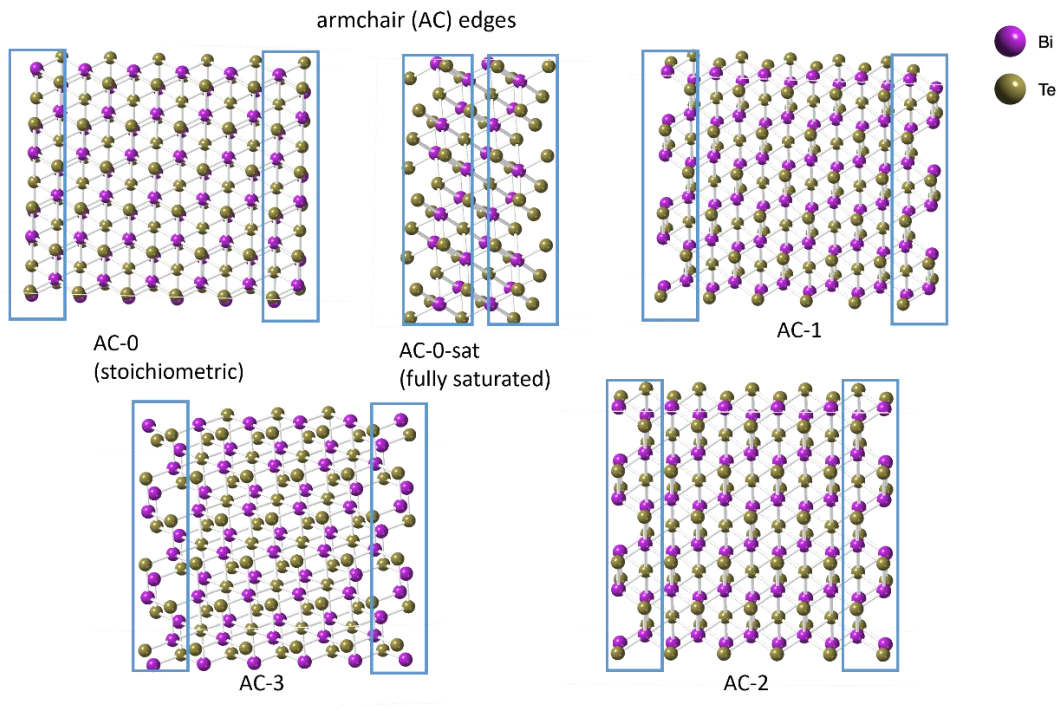 armchair (AC) edges
Bi
Te
AC-0
(stoichiometric)
AC-0-sat
(fully saturated)
AC-1
AC-3
AC-2